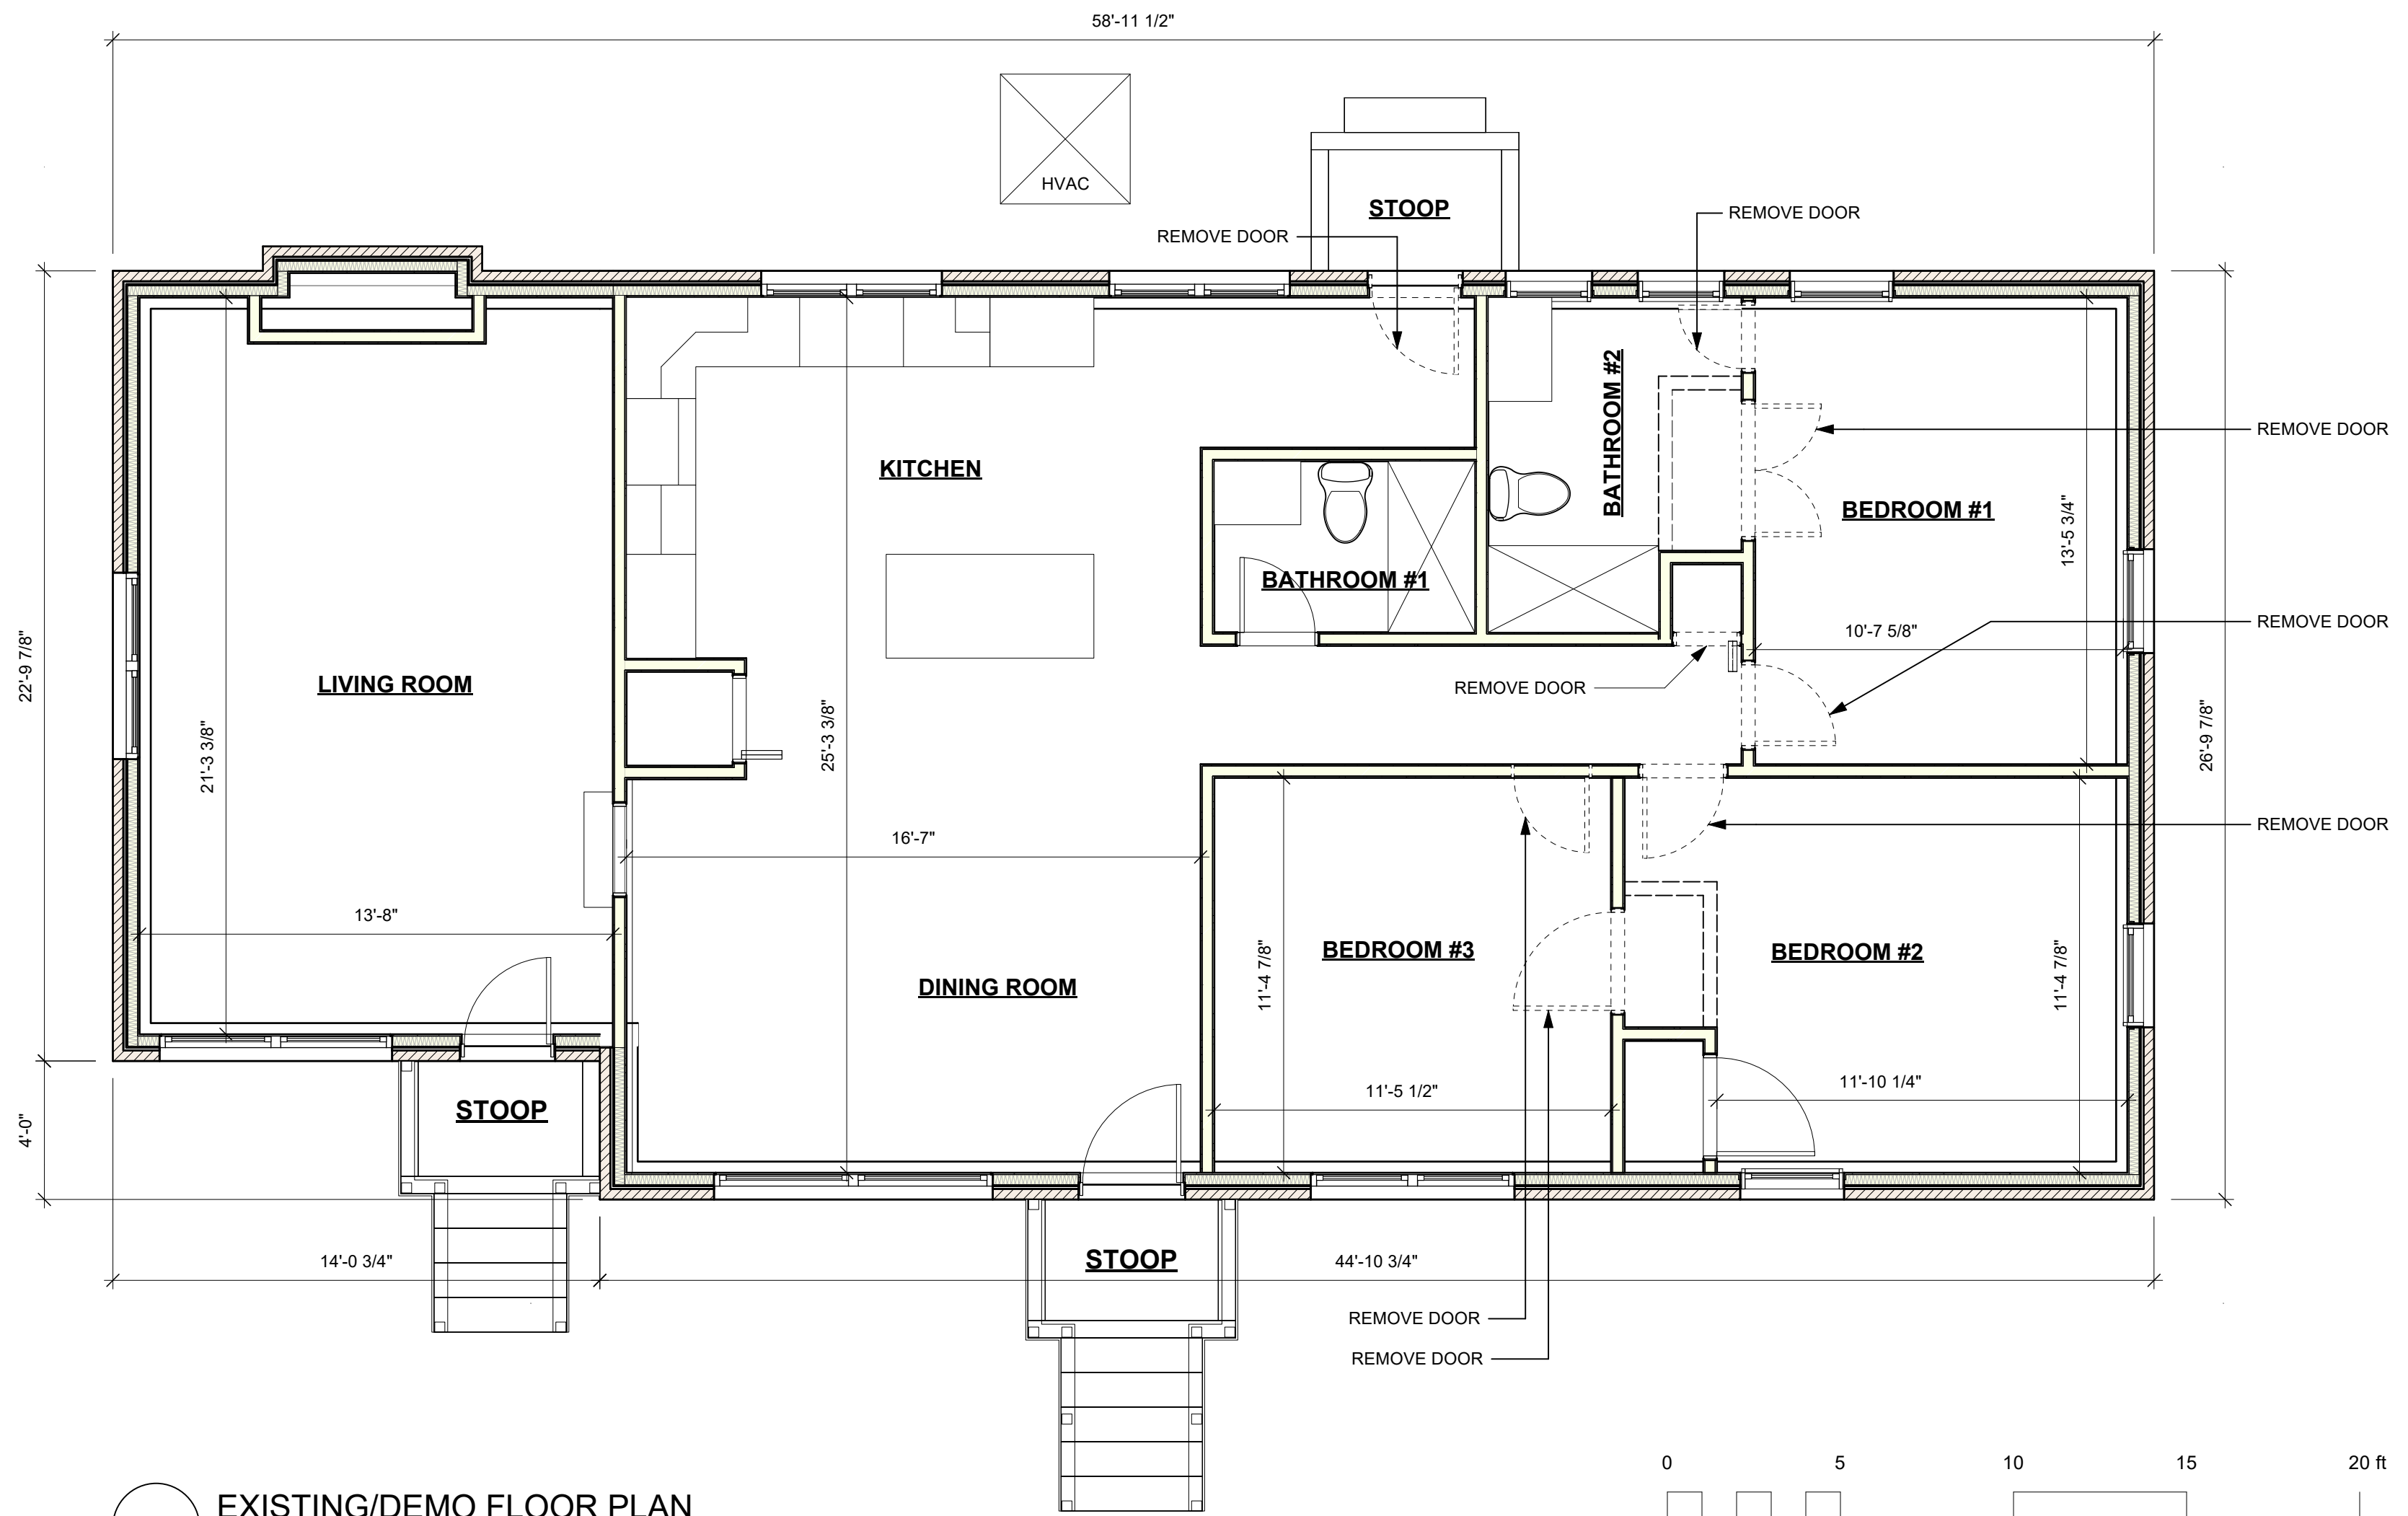 58'-11 1/2"
HVAC
STOOP
REMOVE DOOR
REMOVE DOOR
BATHROOM #2
REMOVE DOOR
KITCHEN
BEDROOM #1
13'-5 3/4"
BATHROOM #1
REMOVE DOOR
10'-7 5/8"
22'-9 7/8"
LIVING ROOM
REMOVE DOOR
21'-3 3/8"
25'-3 3/8"
26'-9 7/8"
16'-7"
REMOVE DOOR
13'-8"
BEDROOM #3
BEDROOM #2
11'-4 7/8"
11'-4 7/8"
DINING ROOM
11'-5 1/2"
11'-10 1/4"
4'-0"
STOOP
STOOP
14'-0 3/4"
44'-10 3/4"
REMOVE DOOR
REMOVE DOOR
0 5 10 15 20 ft
EXISTING/DEMO FLOOR PLAN